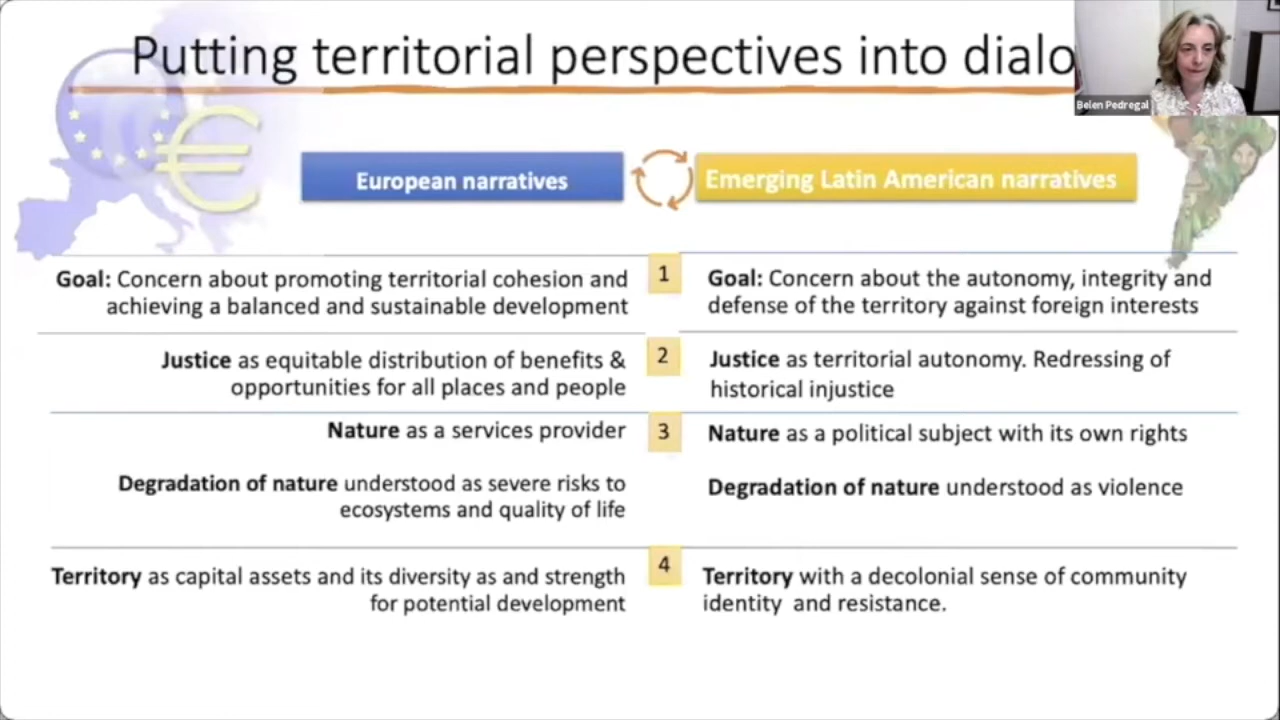 Putting territorial perspectives into dialo
Belen Pedregal
European narratives
Emerging Latin American narratives
Goal: Concern about promoting territorial cohesion and
achieving a balanced and sustainable development
1
Goal: Concern about the autonomy, integrity and
defense of the territory against foreign interests
Justice as equitable distribution of benefits &
opportunities for all places and people
2
Justice as territorial autonomy. Redressing of
historical injustice
Nature as a services provider
3
Nature as a political subject with its own rights
Degradation of nature understood as severe risks to
ecosystems and quality of life
Degradation of nature understood as violence
Territory as capital assets and its diversity as and strength
for potential development
4
Territory with a decolonial sense of community
identity and resistance.